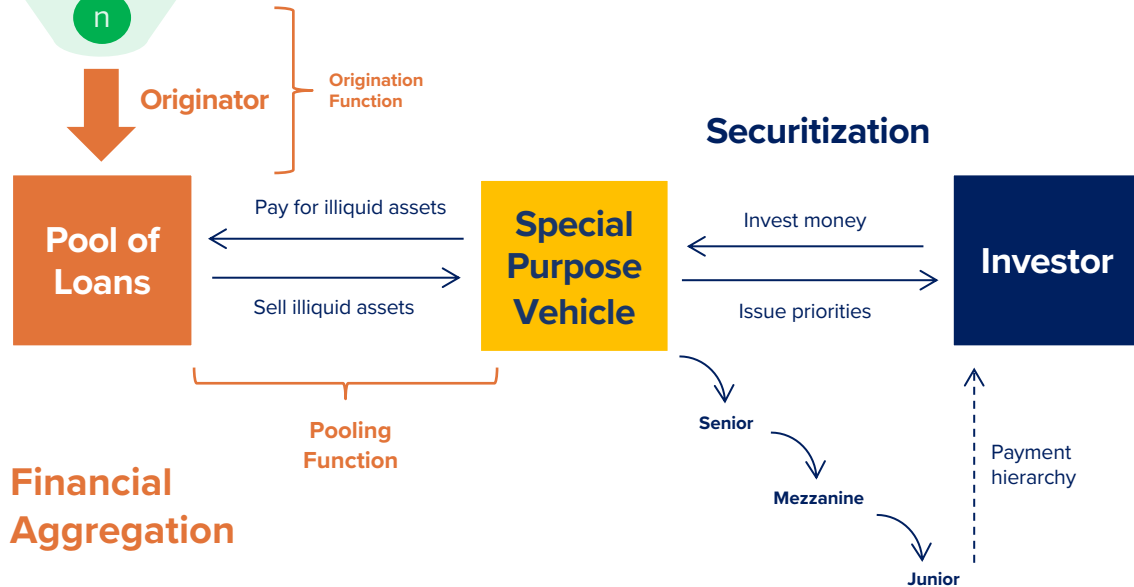 n
Originator
Origination
Function
Securitization
Pool of
Loans
Pay for illiquid assets
Sell illiquid assets
Special
Purpose
Vehicle
Invest money
Issue priorities
Investor
Pooling
Function
Senior
Mezzanine
Junior
Payment
hierarchy
Financial
Aggregation